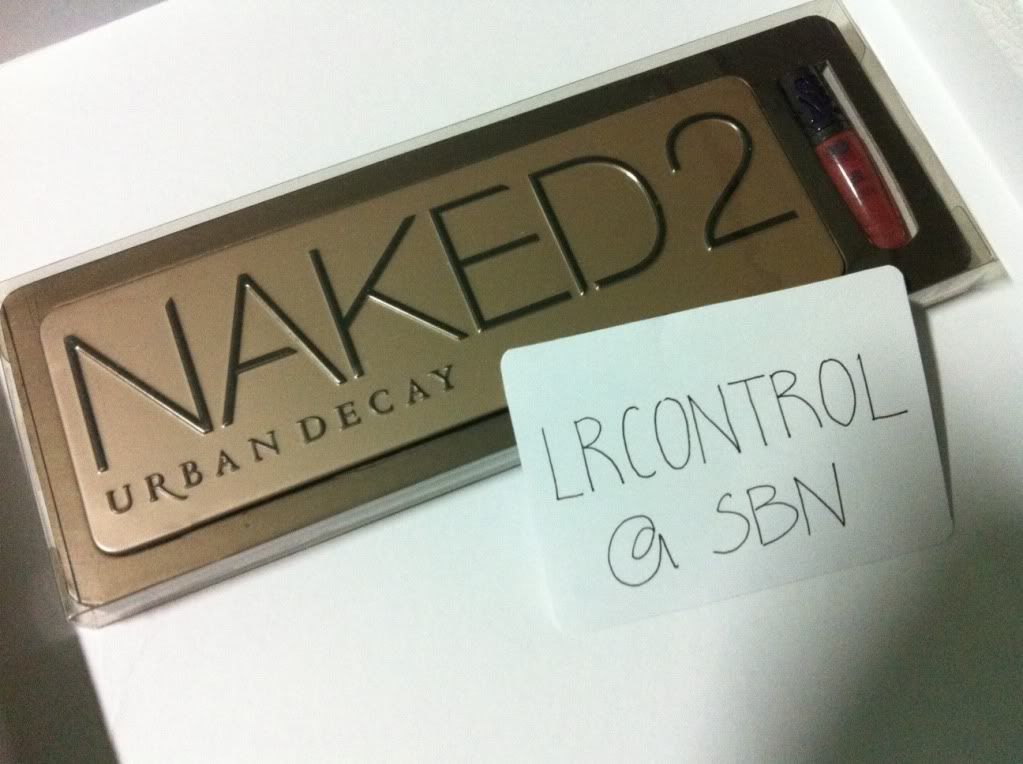 NAKED2
URBAN DECAY
LRCONTROL
@ SBN